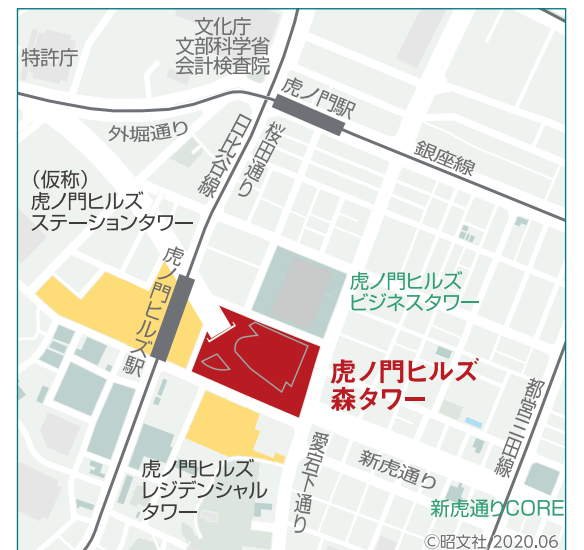 文化庁
文部科学省
会計検査院
特許庁
虎ノ門駅
外堀通り
日比谷線
桜田通り
銀座線
（仮称）
虎ノ門ヒルズ
ステーションタワー
虎ノ門ヒルズ駅
虎ノ門ヒルズ
ビジネスタワー
虎ノ門ヒルズ
森タワー
都営三田線
愛宕下通り
新虎通り
虎ノ門ヒルズ
レジデンシャル
タワー
新虎通りCORE
©昭文社 2020.06